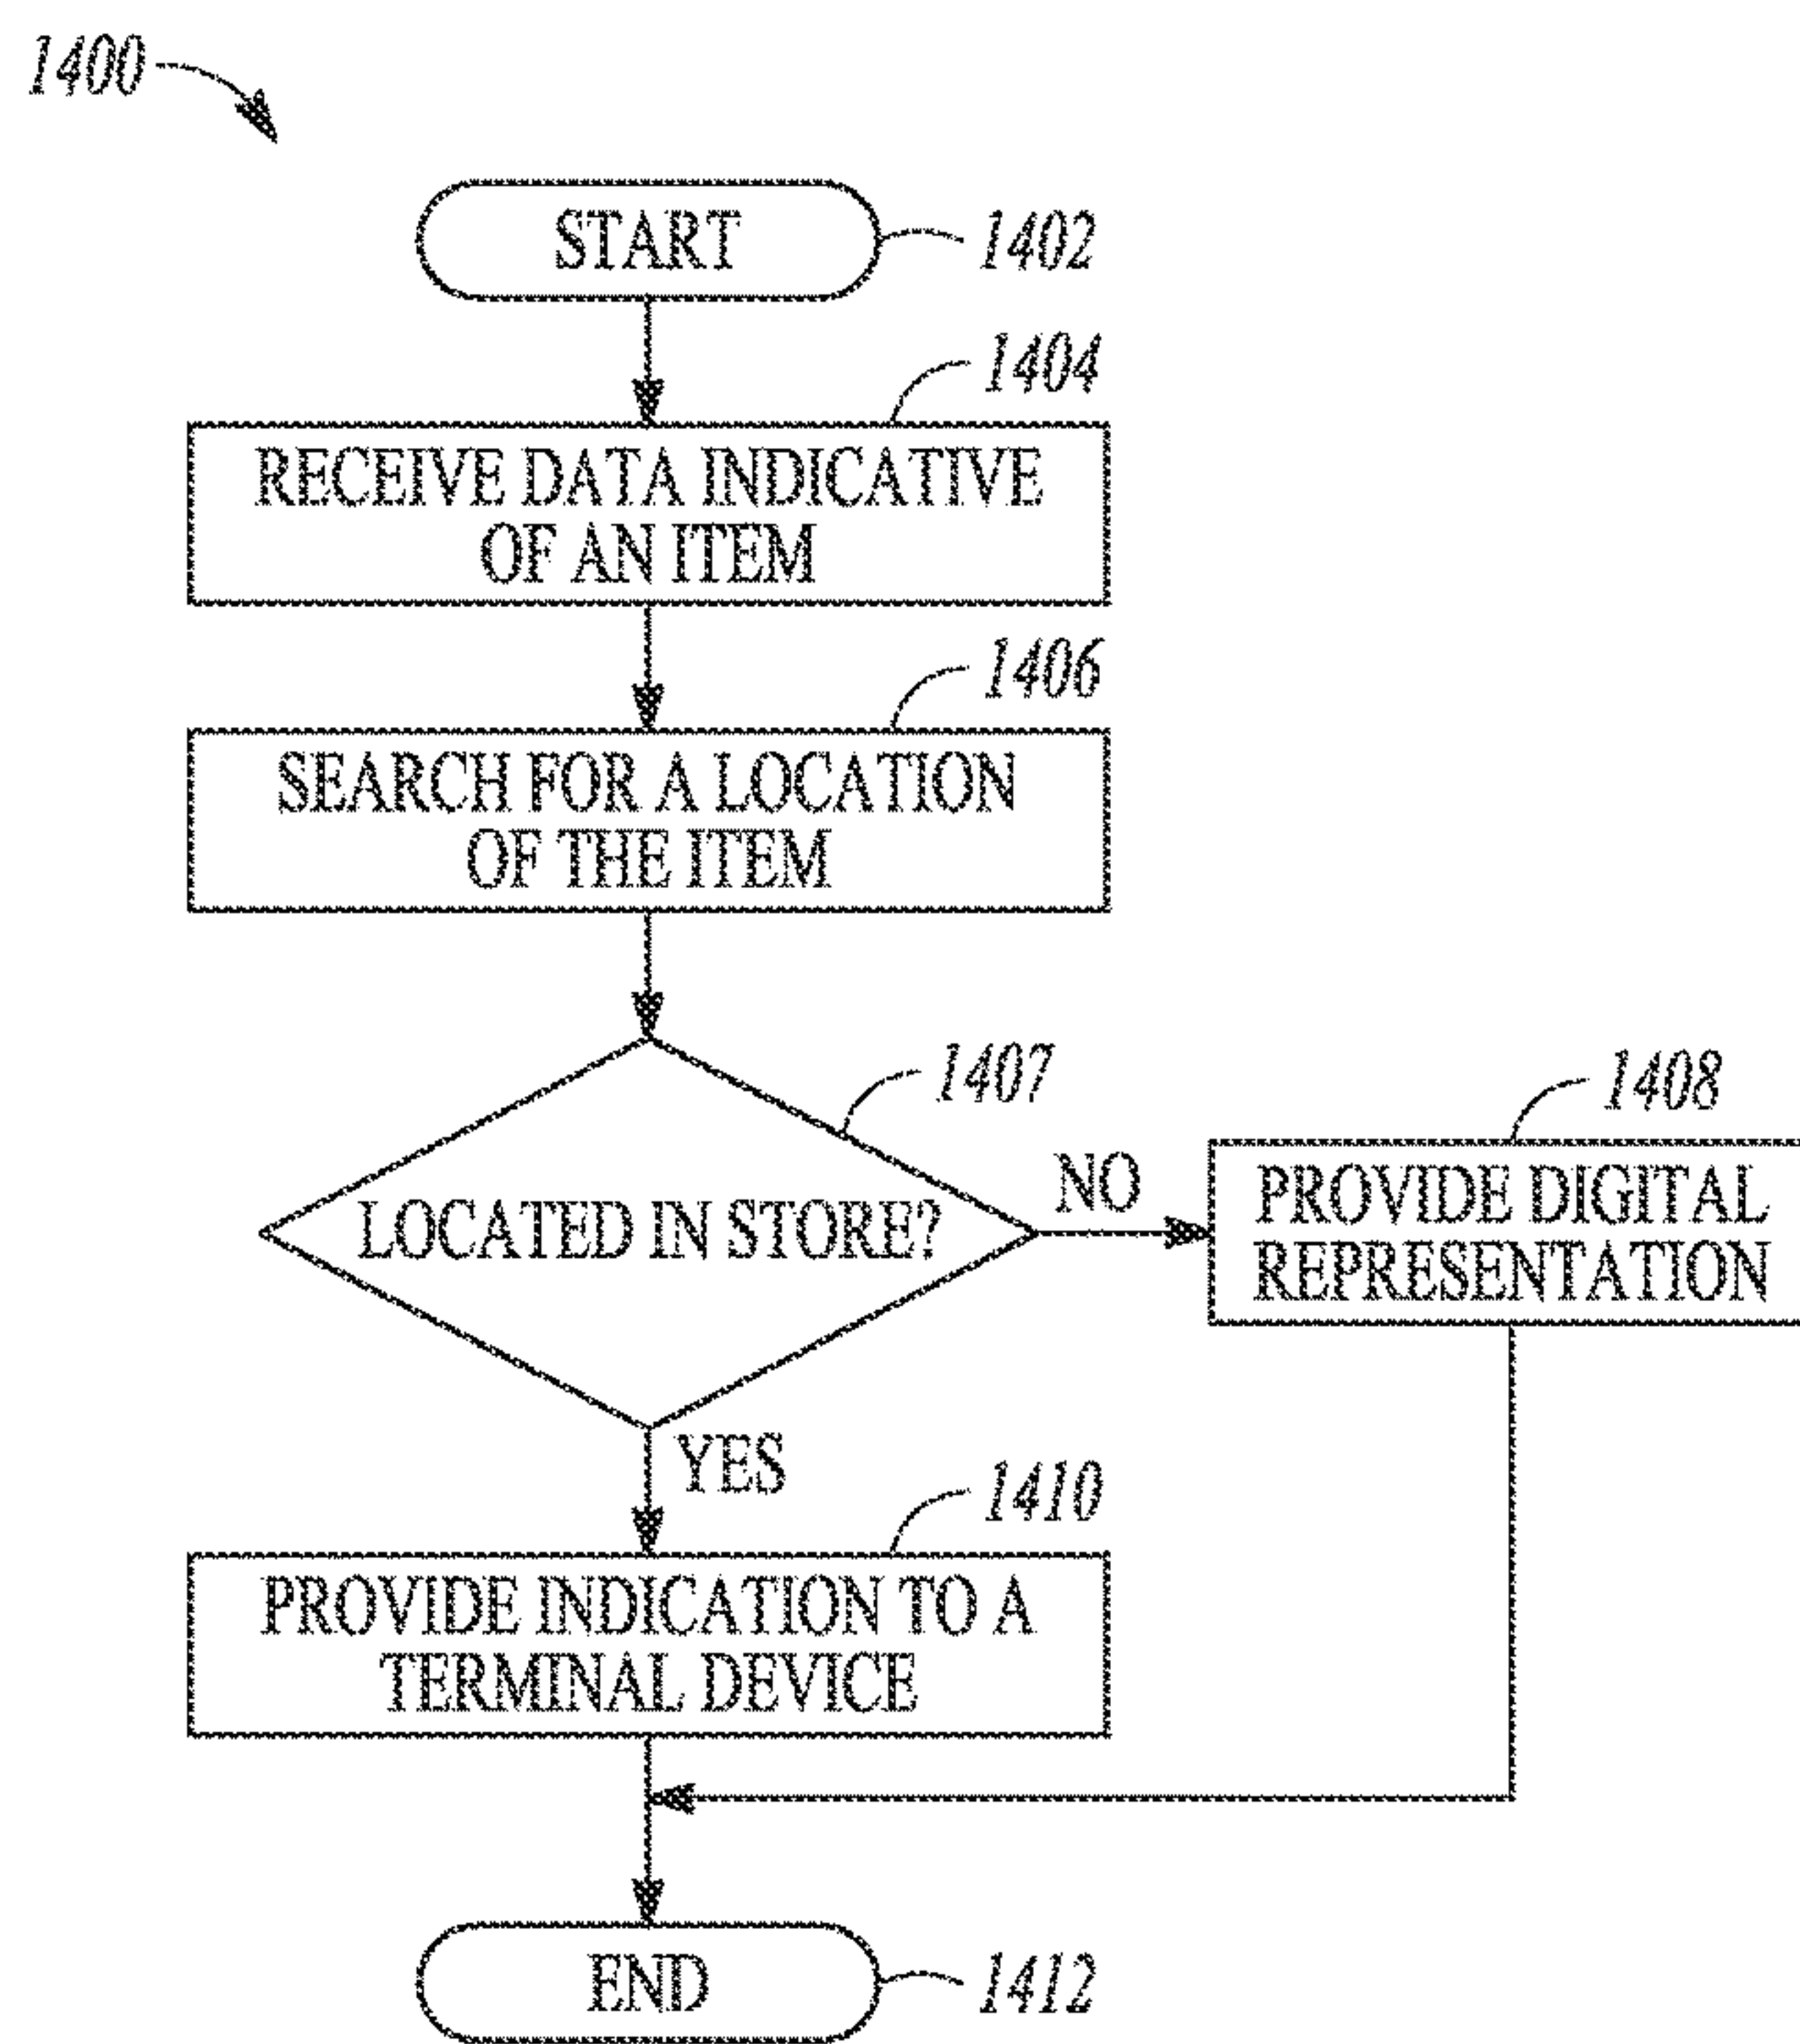 1400
START
1402
1404
RECEIVE DATA INDICATIVE
OF AN ITEM
1406
SEARCH FOR A LOCATION
OF THE ITEM
1407
LOCATED IN STORE?
NO
1408
PROVIDE DIGITAL
REPRESENTATION
YES
1410
PROVIDE INDICATION TO A
TERMINAL DEVICE
END
1412